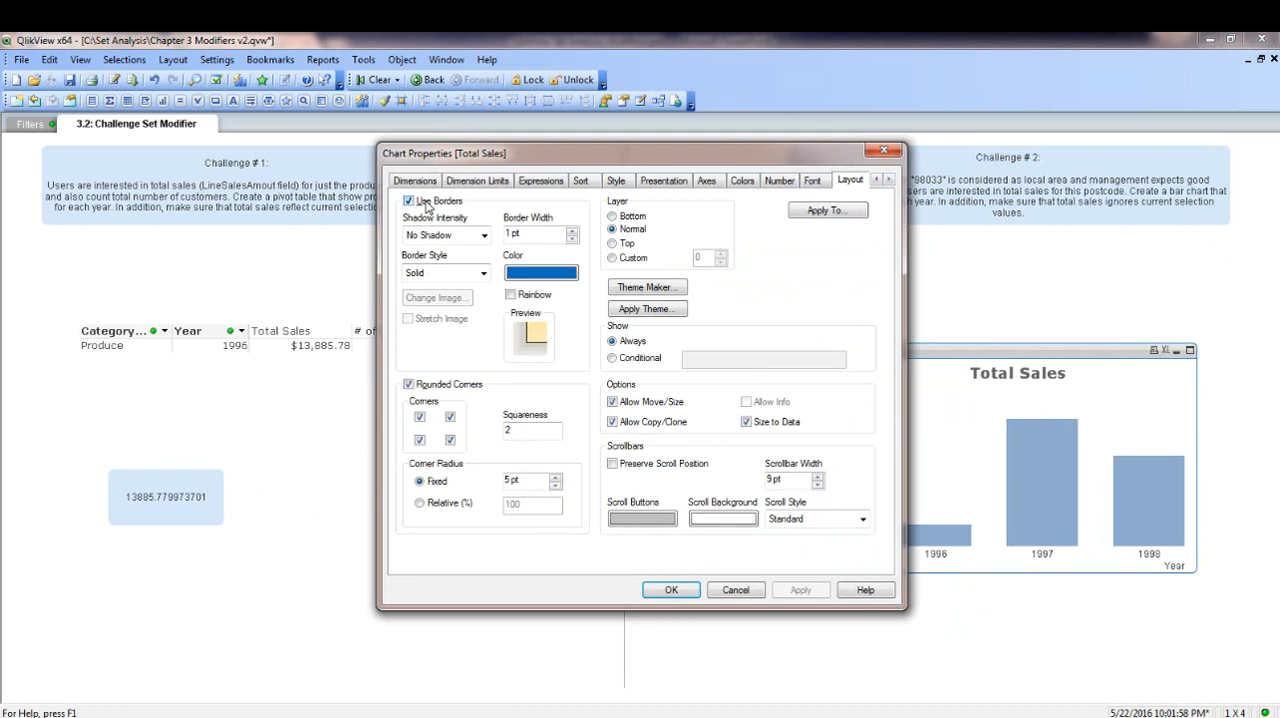 QlikView x64 - [C:\Set Analysis\Chapter 3 Modifiers v2.qvw*]
File Edit View Selections Layout Settings Bookmarks Reports Tools Object Window Help
Clear Back Forward Lock Unlock
Filters 3.2: Challenge Set Modifier
Challenge # 1:
Users are interested in total sales (LineSalesAmout field) for just the produ
and also count total number of customers. Create a pivot table that show pro
for each year. In addition, make sure that total sales reflect current selection
Challenge # 2:
"98033" is considered as local area and management expects good
users are interested in total sales for this postcode. Create a bar chart that
n year. In addition, make sure that total sales ignores current selection
values.
Category... Year Total Sales # of
Produce 1996 $13,885.78
13885.779973701
Chart Properties [Total Sales]
Dimensions Dimension Limits Expressions Sort Style Presentation Axes Colors Number Font Layout
Use Borders
Shadow Intensity Border Width
No Shadow 1 pt
Border Style Color
Solid
Change Image... Rainbow
Stretch Image Preview
Rounded Corners
Corners Squareness
2
Corner Radius
Fixed 5 pt
Relative (%) 100
Layer
Bottom
Normal
Top
Custom 0
Apply To...
Theme Maker...
Apply Theme...
Show
Always
Conditional
Options
Allow Move/Size Allow Info
Allow Copy/Clone Size to Data
Scrollbars
Preserve Scroll Position Scrollbar Width
9 pt
Scroll Buttons Scroll Background Scroll Style
Standard
OK Cancel Apply Help
XL
Total Sales
1996 1997 1998
Year
For Help, press F1 5/22/2016 10:01:58 PM* 1 X 4